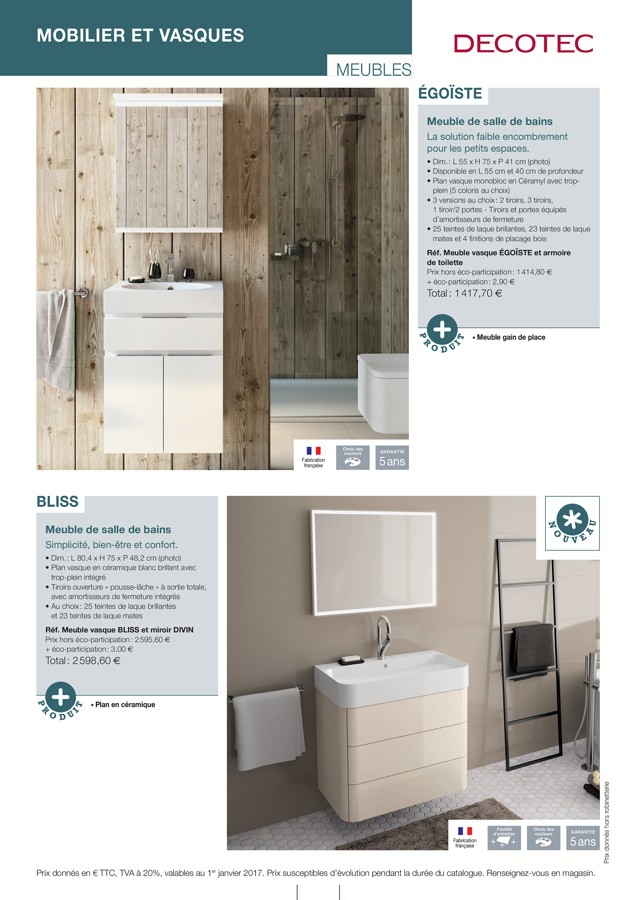 MOBILIER ET VASQUES
DECOTEC
MEUBLES
ÉGOÏSTE
Meuble de salle de bains
La solution faible encombrement
pour les petits espaces.
• Dim. : L 55 x H 75 x P 41 cm (photo)
• Disponible en L 55 cm et 40 cm de profondeur
• Plan vasque monobloc en Céramyl avec trop-
plein (5 coloris au choix)
• 3 versions au choix : 2 tiroirs, 3 tiroirs,
1 tiroir/2 portes - Tiroirs et portes équipés
d'amortisseurs de fermeture
• 25 teintes de laque brillantes, 23 teintes de laque
mates et 4 finitions de placage bois
Réf. Meuble vasque ÉGOÏSTE et armoire
de toilette
Prix hors éco-participation : 1 414,80 €
+ éco-participation : 2,90 €
Total : 1 417,70 €
PRODUIT
• Meuble gain de place
Fabrication
française
Choix des
couleurs
GARANTIE
5 ans
BLISS
Meuble de salle de bains
Simplicité, bien-être et confort.
• Dim. : L 80,4 x H 75 x P 48,2 cm (photo)
• Plan vasque en céramique blanc brillant avec
trop-plein intégré
• Tiroirs ouverture « pousse-lâche » à sortie totale,
avec amortisseurs de fermeture intégrés
• Au choix : 25 teintes de laque brillantes
et 23 teintes de laque mates
Réf. Meuble vasque BLISS et miroir DIVIN
Prix hors éco-participation : 2 595,60 €
+ éco-participation : 3,00 €
Total : 2 598,60 €
PRODUIT
• Plan en céramique
NOUVEAU
Fabrication
française
Facilité
d'entretien
Choix des
couleurs
GARANTIE
5 ans
Prix donnés hors robinetterie
Prix donnés en € TTC, TVA à 20%, valables au 1er janvier 2017. Prix susceptibles d'évolution pendant la durée du catalogue. Renseignez-vous en magasin.